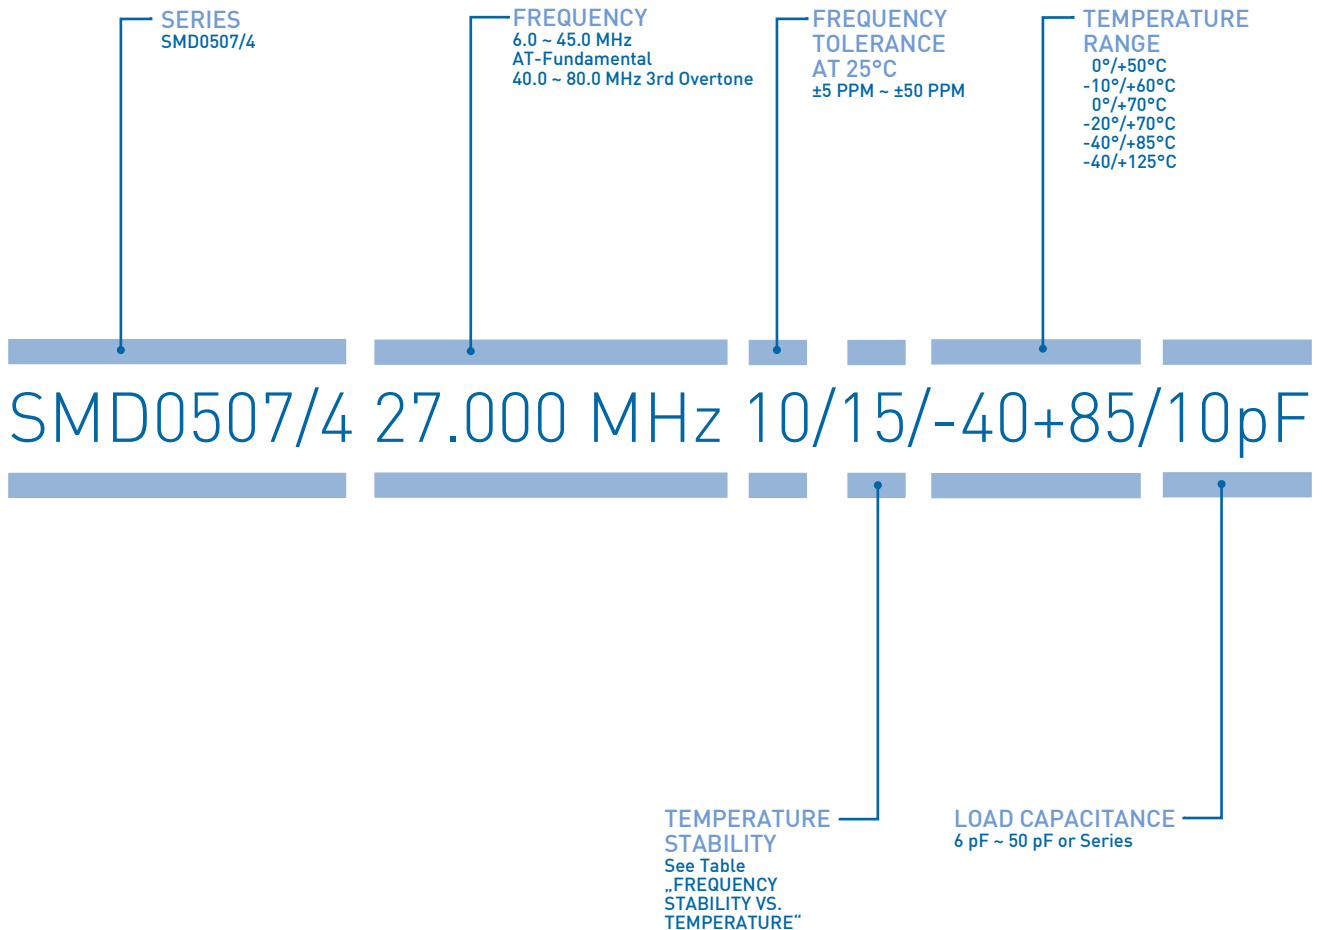 SERIES
SMD0507/4
FREQUENCY
6.0 ~ 45.0 MHz
AT-Fundamental
40.0 ~ 80.0 MHz 3rd Overtone
FREQUENCY
TOLERANCE
AT 25°C
±5 PPM ~ ±50 PPM
TEMPERATURE
RANGE
0°/+50°C
-10°/+60°C
0°/+70°C
-20°/+70°C
-40°/+85°C
-40/+125°C
SMD0507/4 27.000 MHz 10/15/-40+85/10pF
TEMPERATURE
STABILITY
See Table
„FREQUENCY
STABILITY VS.
TEMPERATURE“
LOAD CAPACITANCE
6 pF ~ 50 pF or Series